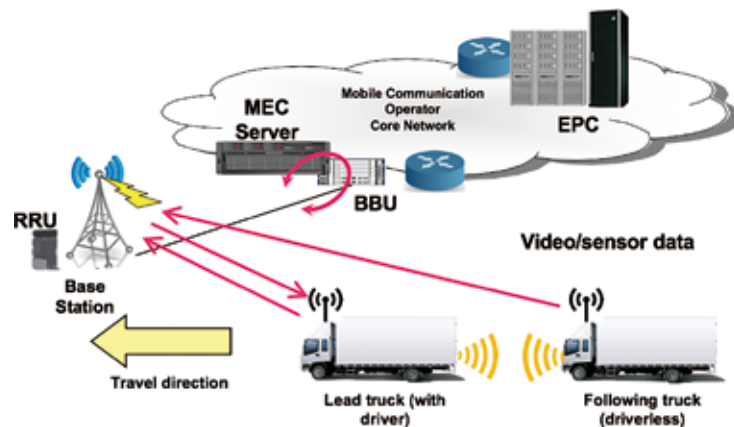 Mobile Communication
Operator
Core Network
EPC
MEC
Server
BBU
RRU
Base
Station
Video/sensor data
Travel direction
Lead truck (with
driver)
Following truck
(driverless)